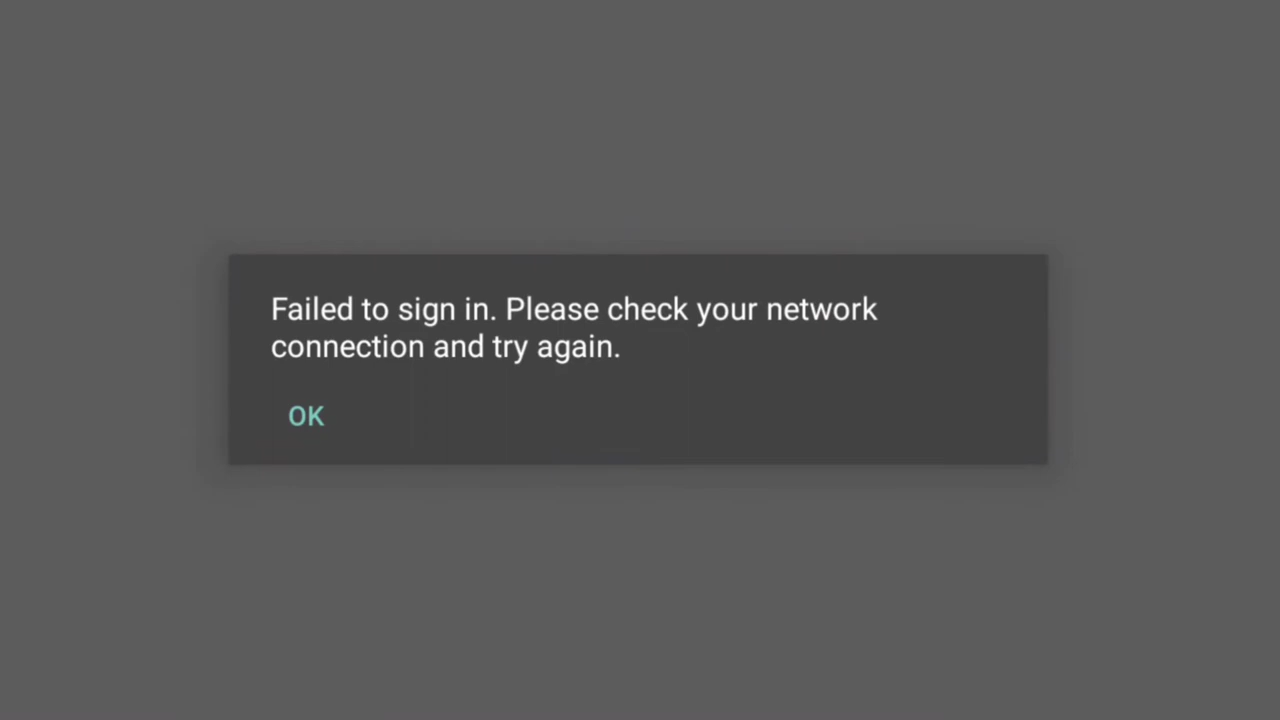 Failed to sign in. Please check your network
connection and try again.
OK